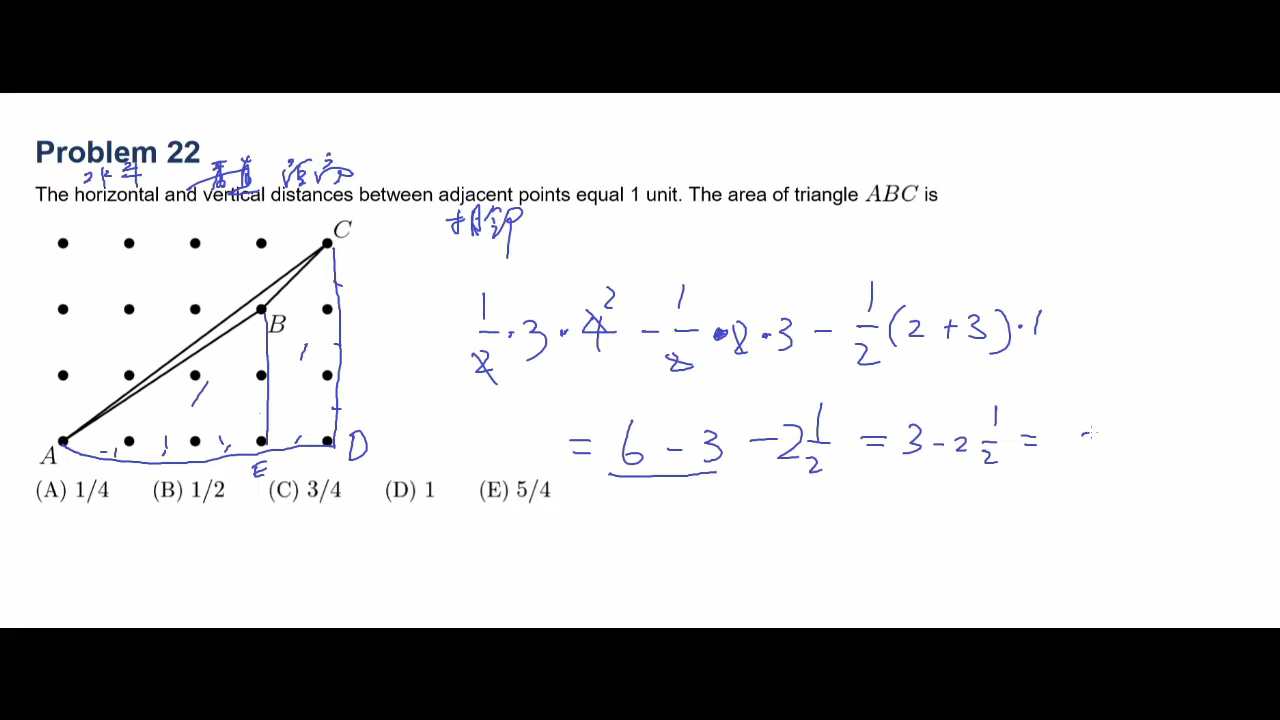 Problem 22
水平 垂直 距离
The horizontal and vertical distances between adjacent points equal 1 unit. The area of triangle ABC is
相邻
C
B
A
E
D
1/2 · 3 · 4 2 - 1/2 · 2 · 3 - 1/2 (2 + 3) · 1
= 6 - 3 - 2 1/2 = 3 - 2 1/2 =
(A) 1/4 (B) 1/2 (C) 3/4 (D) 1 (E) 5/4